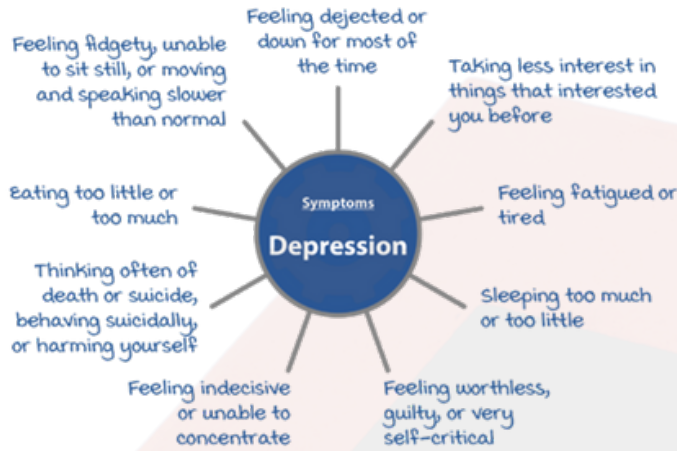 Feeling dejected or
down for most of
the time
Taking less interest in
things that interested
you before
Feeling fatigued or
tired
Sleeping too much
or too little
Feeling worthless,
guilty, or very
self-critical
Feeling indecisive
or unable to
concentrate
Thinking often of
death or suicide,
behaving suicidally,
or harming yourself
Eating too little or
too much
Feeling fidgety, unable
to sit still, or moving
and speaking slower
than normal
Symptoms
Depression